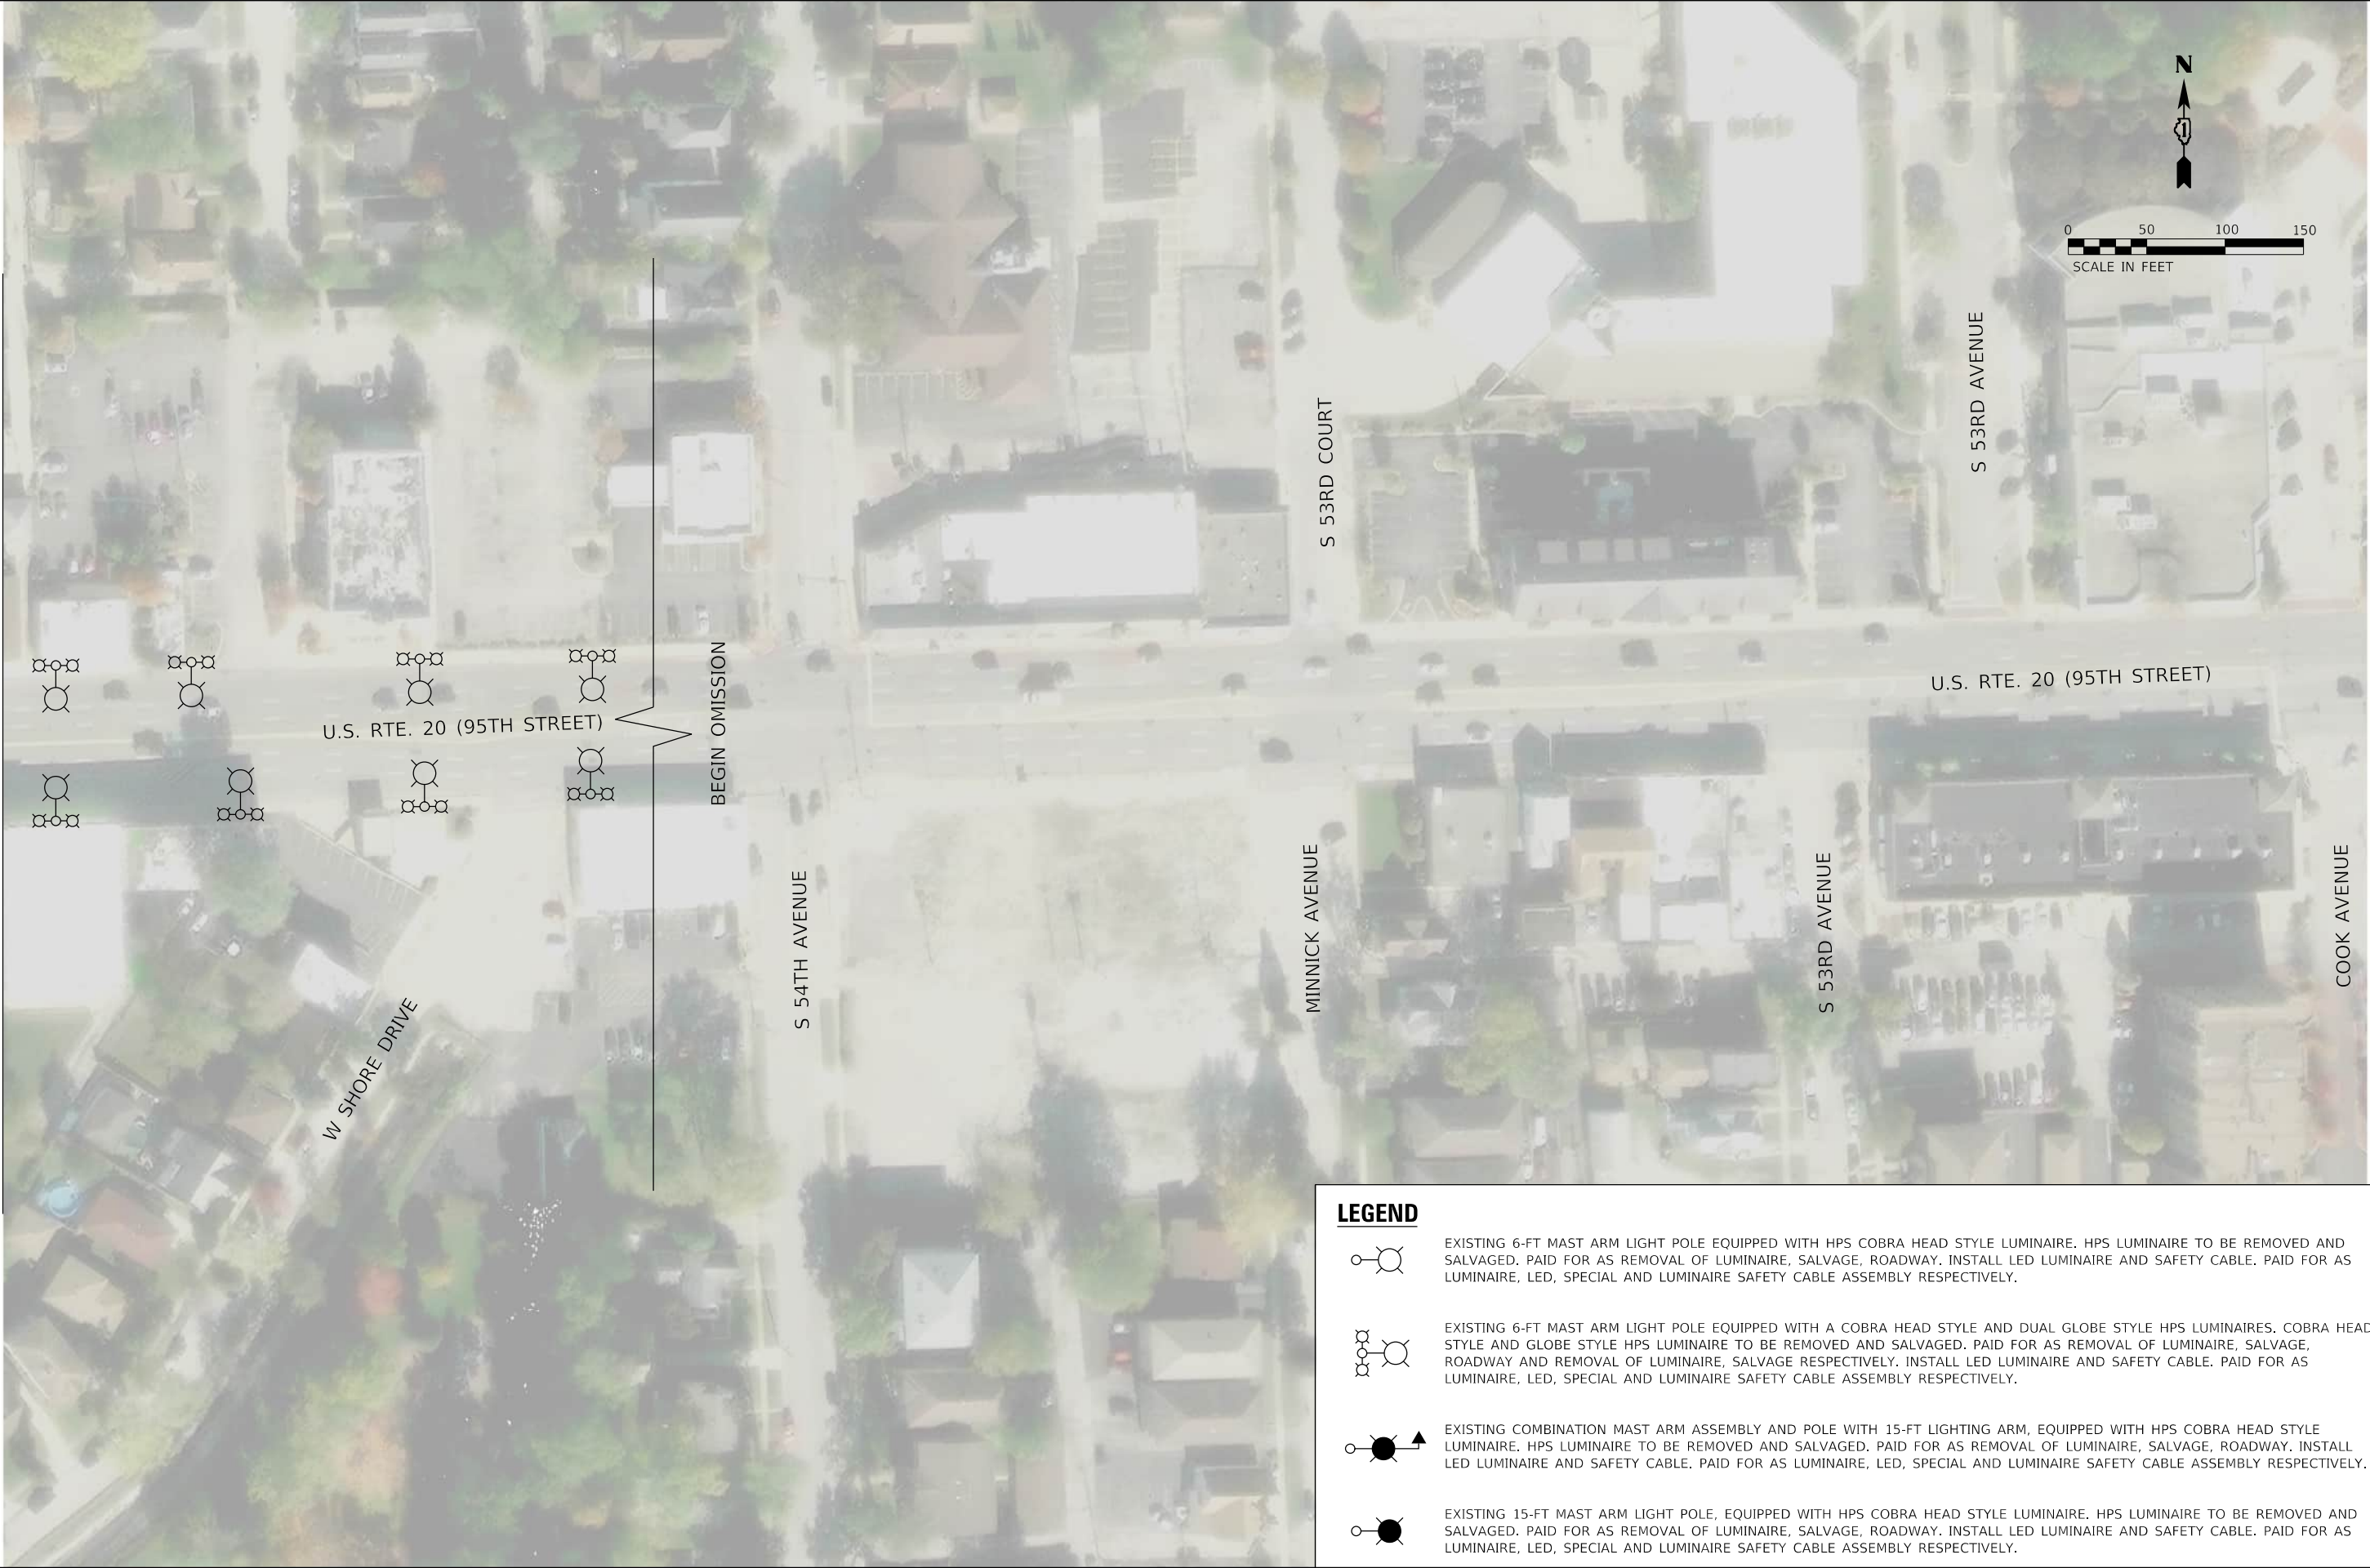 N
1
0 50 100 150
SCALE IN FEET
S 53RD AVENUE
S 53RD COURT
BEGIN OMISSION
U.S. RTE. 20 (95TH STREET)
U.S. RTE. 20 (95TH STREET)
S 54TH AVENUE
MINNICK AVENUE
S 53RD AVENUE
COOK AVENUE
W SHORE DRIVE
LEGEND
EXISTING 6-FT MAST ARM LIGHT POLE EQUIPPED WITH HPS COBRA HEAD STYLE LUMINAIRE. HPS LUMINAIRE TO BE REMOVED AND
SALVAGED. PAID FOR AS REMOVAL OF LUMINAIRE, SALVAGE, ROADWAY. INSTALL LED LUMINAIRE AND SAFETY CABLE. PAID FOR AS
LUMINAIRE, LED, SPECIAL AND LUMINAIRE SAFETY CABLE ASSEMBLY RESPECTIVELY.
EXISTING 6-FT MAST ARM LIGHT POLE EQUIPPED WITH A COBRA HEAD STYLE AND DUAL GLOBE STYLE HPS LUMINAIRES. COBRA HEAD
STYLE AND GLOBE STYLE HPS LUMINAIRE TO BE REMOVED AND SALVAGED. PAID FOR AS REMOVAL OF LUMINAIRE, SALVAGE,
ROADWAY AND REMOVAL OF LUMINAIRE, SALVAGE RESPECTIVELY. INSTALL LED LUMINAIRE AND SAFETY CABLE. PAID FOR AS
LUMINAIRE, LED, SPECIAL AND LUMINAIRE SAFETY CABLE ASSEMBLY RESPECTIVELY.
EXISTING COMBINATION MAST ARM ASSEMBLY AND POLE WITH 15-FT LIGHTING ARM, EQUIPPED WITH HPS COBRA HEAD STYLE
LUMINAIRE. HPS LUMINAIRE TO BE REMOVED AND SALVAGED. PAID FOR AS REMOVAL OF LUMINAIRE, SALVAGE, ROADWAY. INSTALL
LED LUMINAIRE AND SAFETY CABLE. PAID FOR AS LUMINAIRE, LED, SPECIAL AND LUMINAIRE SAFETY CABLE ASSEMBLY RESPECTIVELY.
EXISTING 15-FT MAST ARM LIGHT POLE, EQUIPPED WITH HPS COBRA HEAD STYLE LUMINAIRE. HPS LUMINAIRE TO BE REMOVED AND
SALVAGED. PAID FOR AS REMOVAL OF LUMINAIRE, SALVAGE, ROADWAY. INSTALL LED LUMINAIRE AND SAFETY CABLE. PAID FOR AS
LUMINAIRE, LED, SPECIAL AND LUMINAIRE SAFETY CABLE ASSEMBLY RESPECTIVELY.